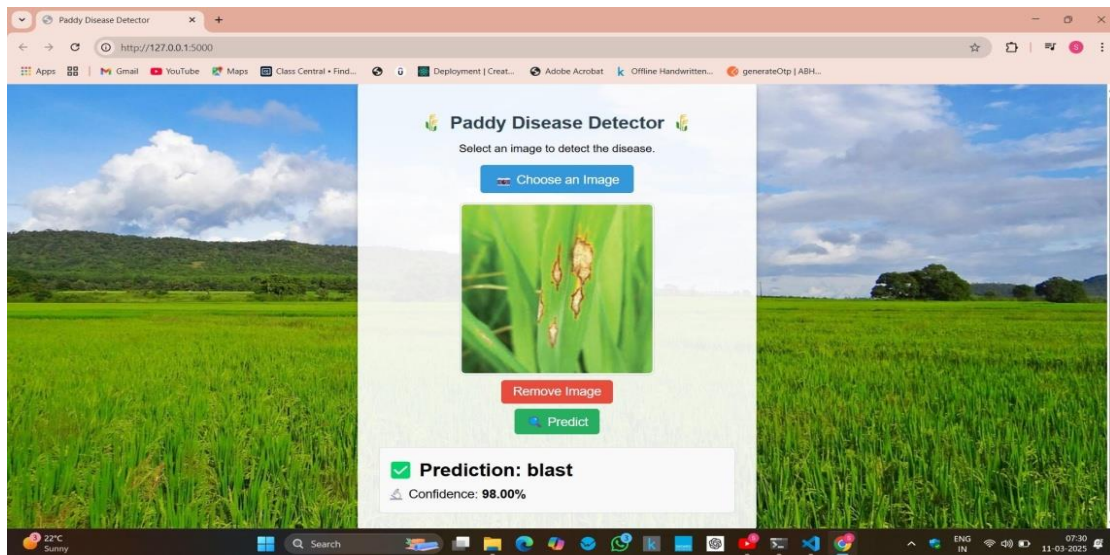 Paddy Disease Detector
http://127.0.0.1:5000
Apps Gmail YouTube Maps Class Central • Find... Deployment | Creat... Adobe Acrobat Offline Handwritten... generateOtp | ABH...
Paddy Disease Detector
Select an image to detect the disease.
Choose an Image
Remove Image
Predict
Prediction: blast
Confidence: 98.00%
22°C
Sunny
Search
ENG
IN
07:30
11-03-2025